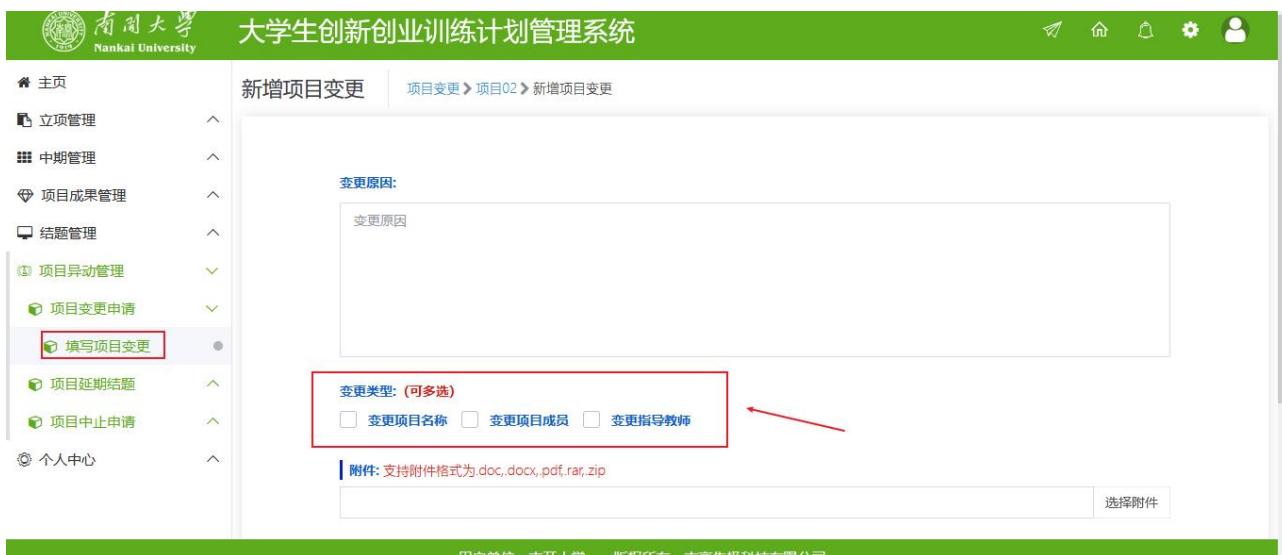 南開大學
Nankai University
大学生创新创业训练计划管理系统
主页
立项管理
中期管理
项目成果管理
结题管理
项目异动管理
项目变更申请
填写项目变更
项目延期结题
项目中止申请
个人中心
新增项目变更
项目变更 项目02 新增项目变更
变更原因:
变更原因
变更类型: (可多选)
变更项目名称 变更项目成员 变更指导教师
附件: 支持附件格式为.doc,.docx,.pdf,.rar,.zip
选择附件